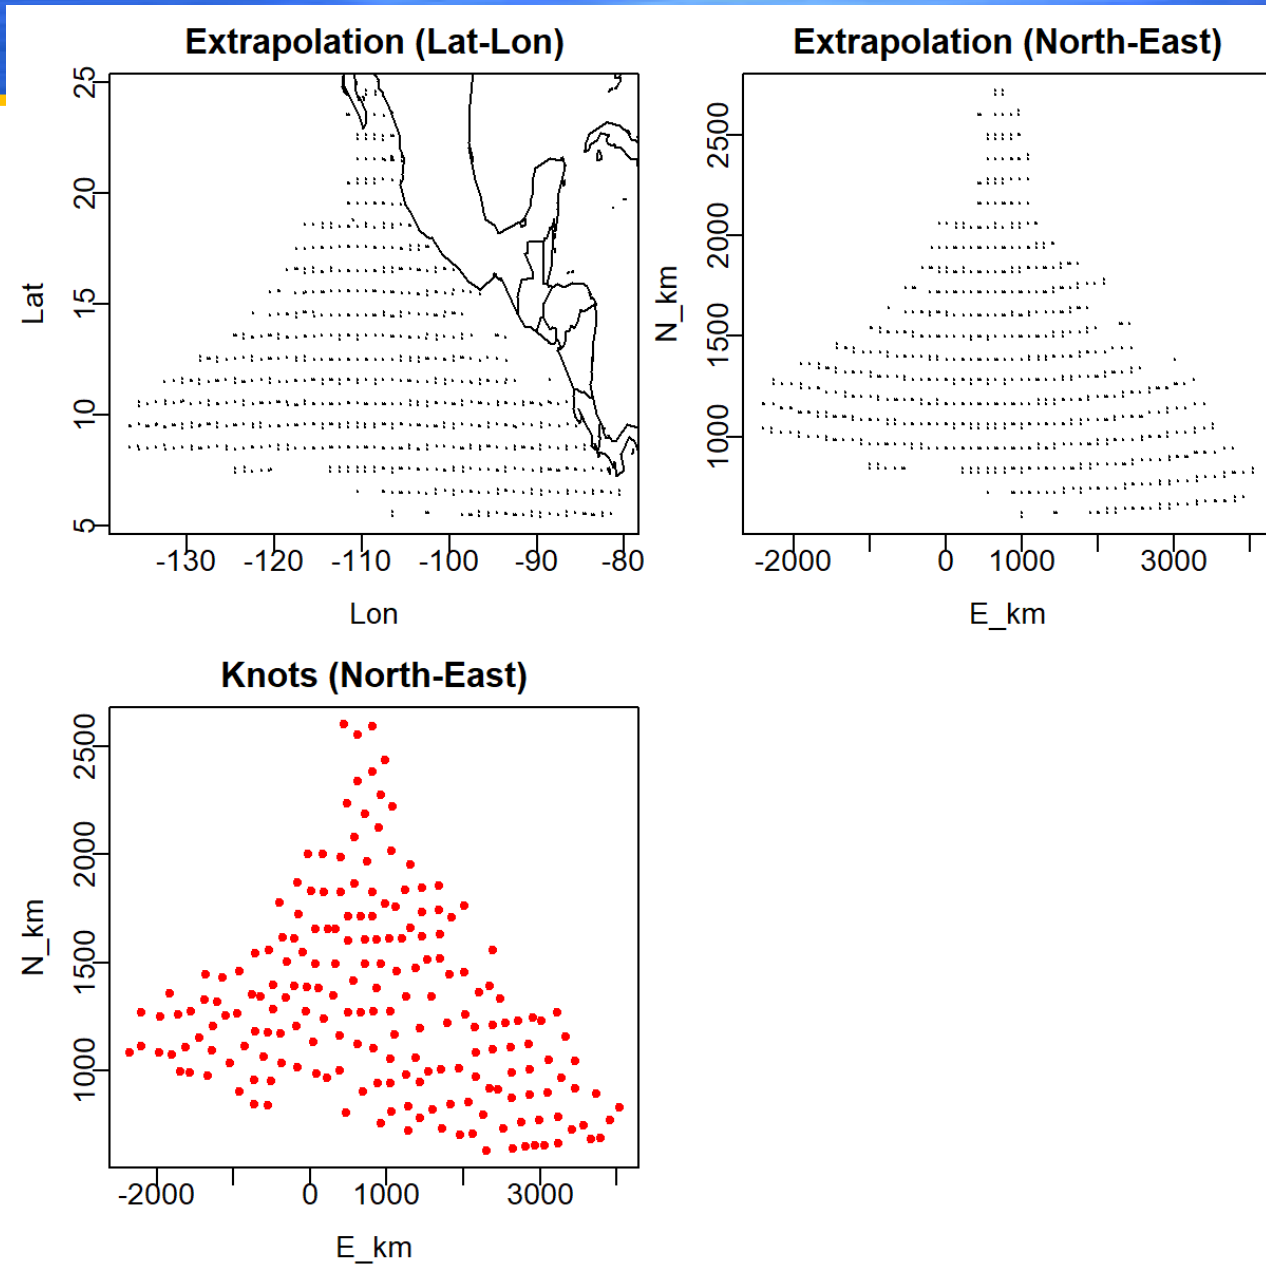 Extrapolation (Lat-Lon)
25
20
15
10
5
Lat
-130 -120 -110 -100 -90 -80
Lon
Extrapolation (North-East)
2500
2000
1500
1000
N_km
-2000 0 1000 3000
E_km
Knots (North-East)
2500
2000
1500
1000
N_km
-2000 0 1000 3000
E_km